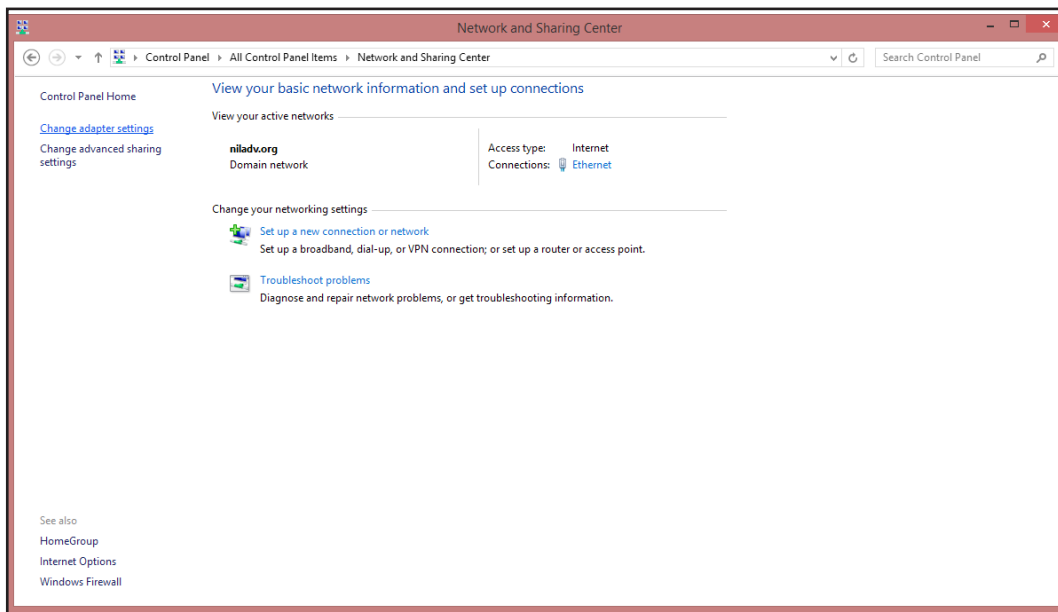 Network and Sharing Center
Control Panel All Control Panel Items Network and Sharing Center
Search Control Panel
Control Panel Home
Change adapter settings
Change advanced sharing
settings
View your basic network information and set up connections
View your active networks
niladv.org
Domain network
Access type: Internet
Connections: Ethernet
Change your networking settings
Set up a new connection or network
Set up a broadband, dial-up, or VPN connection; or set up a router or access point.
Troubleshoot problems
Diagnose and repair network problems, or get troubleshooting information.
See also
HomeGroup
Internet Options
Windows Firewall